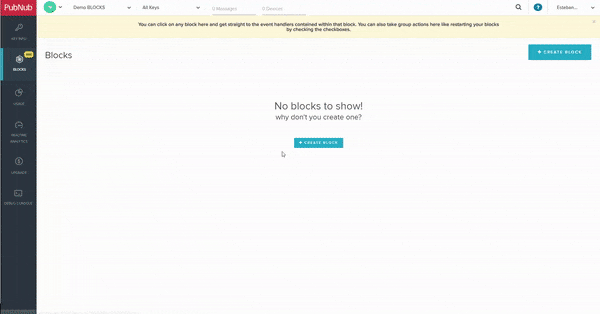 PubNub
Demo BLOCKS
All Keys
0 Messages
0 Devices
?
Esteban...
You can click on any block here and get straight to the event handlers contained within that block. You can also take group actions here like restarting your blocks
by checking the checkboxes.
KEY INFO
Blocks
+ CREATE BLOCK
BLOCKS
No blocks to show!
why don't you create one?
USAGE
REALTIME
ANALYTICS
+ CREATE BLOCK
UPGRADE
DEBUG CONSOLE